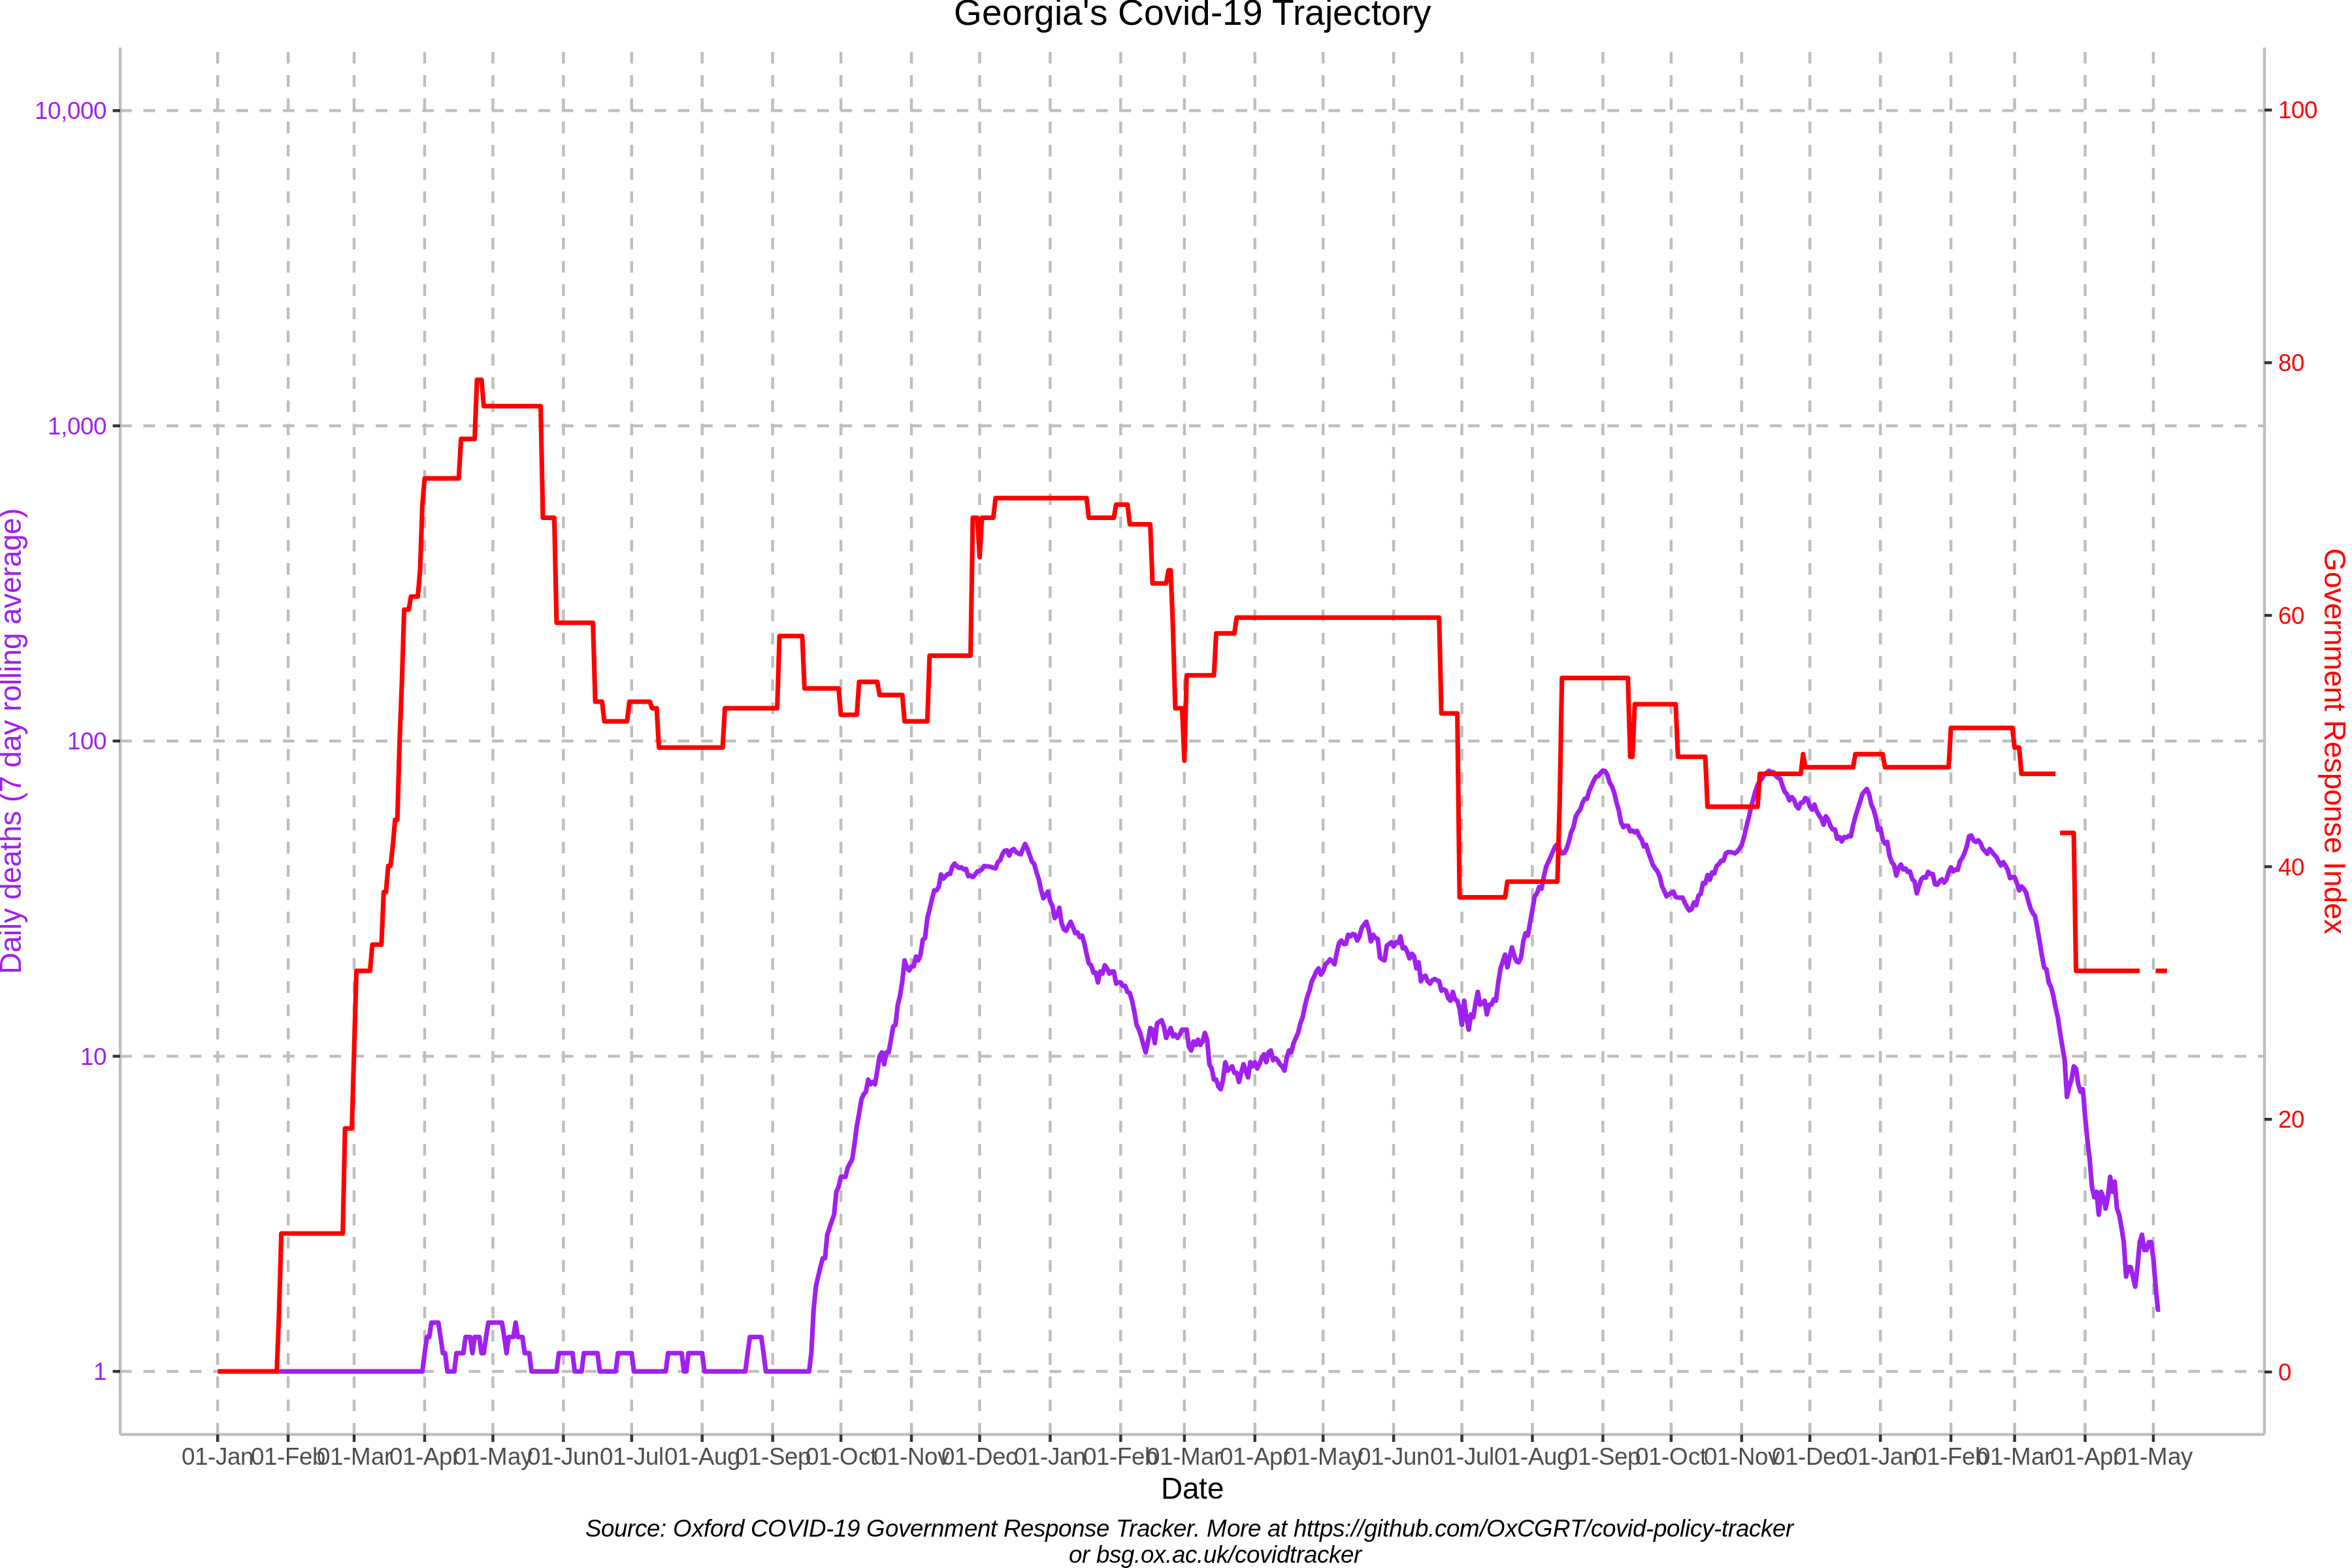 Georgia's Covid-19 Trajectory
10,000
1,000
100
10
1
Daily deaths (7 day rolling average)
100
80
60
40
20
0
Government Response Index
01-Jan 01-Feb 01-Mar 01-Apr 01-May 01-Jun 01-Jul 01-Aug 01-Sep 01-Oct 01-Nov 01-Dec 01-Jan 01-Feb 01-Mar 01-Apr 01-May 01-Jun 01-Jul 01-Aug 01-Sep 01-Oct 01-Nov 01-Dec 01-Jan 01-Feb 01-Mar 01-Apr 01-May
Date
Source: Oxford COVID-19 Government Response Tracker. More at https://github.com/OxCGRT/covid-policy-tracker
or bsg.ox.ac.uk/covidtracker